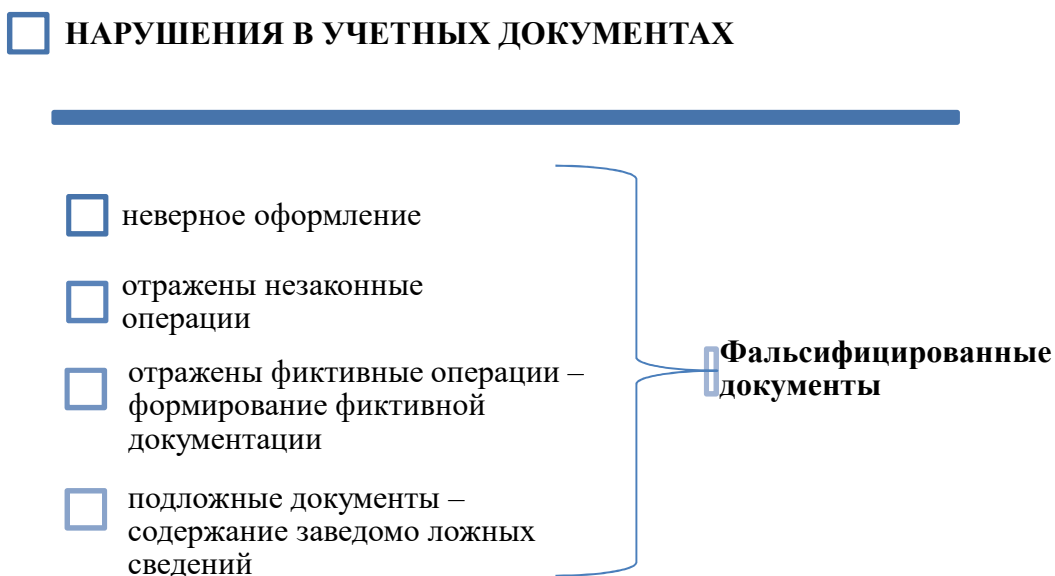 НАРУШЕНИЯ В УЧЕТНЫХ ДОКУМЕНТАХ
неверное оформление
отражены незаконные
операции
отражены фиктивные операции –
формирование фиктивной
документации
подложные документы –
содержание заведомо ложных
сведений
Фальсифицированные
документы